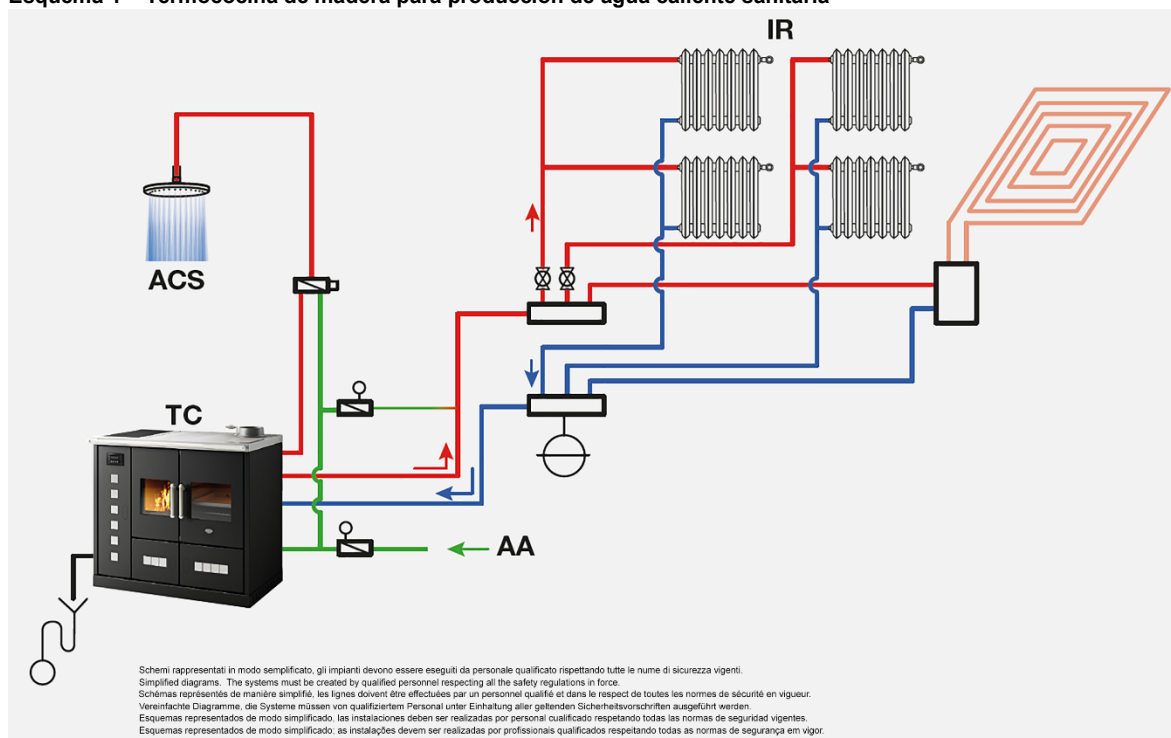 Esquema 1 – Termococina de madera para producción de agua caliente sanitaria
IR
ACS
TC
AA
Schemi rappresentati in modo semplificato, gli impianti devono essere eseguiti da personale qualificato rispettando tutte le nume di sicurezza vigenti.
Simplified diagrams. The systems must be created by qualified personnel respecting all the safety regulations in force.
Schémas représentés de manière simplifié, les lignes doivent être effectuées par un personnel qualifié et dans le respect de toutes les normes de sécurité en vigueur.
Vereinfachte Diagramme, die Systeme müssen von qualifiziertem Personal unter Einhaltung aller geltenden Sicherheitsvorschriften ausgeführt werden.
Esquemas representados de modo simplificado, las instalaciones deben ser realizadas por personal cualificado respetando todas las normas de seguridad vigentes.
Esquemas representados de modo simplificado: as instalações devem ser realizadas por profissionais qualificados respeitando todas as normas de segurança em vigor.